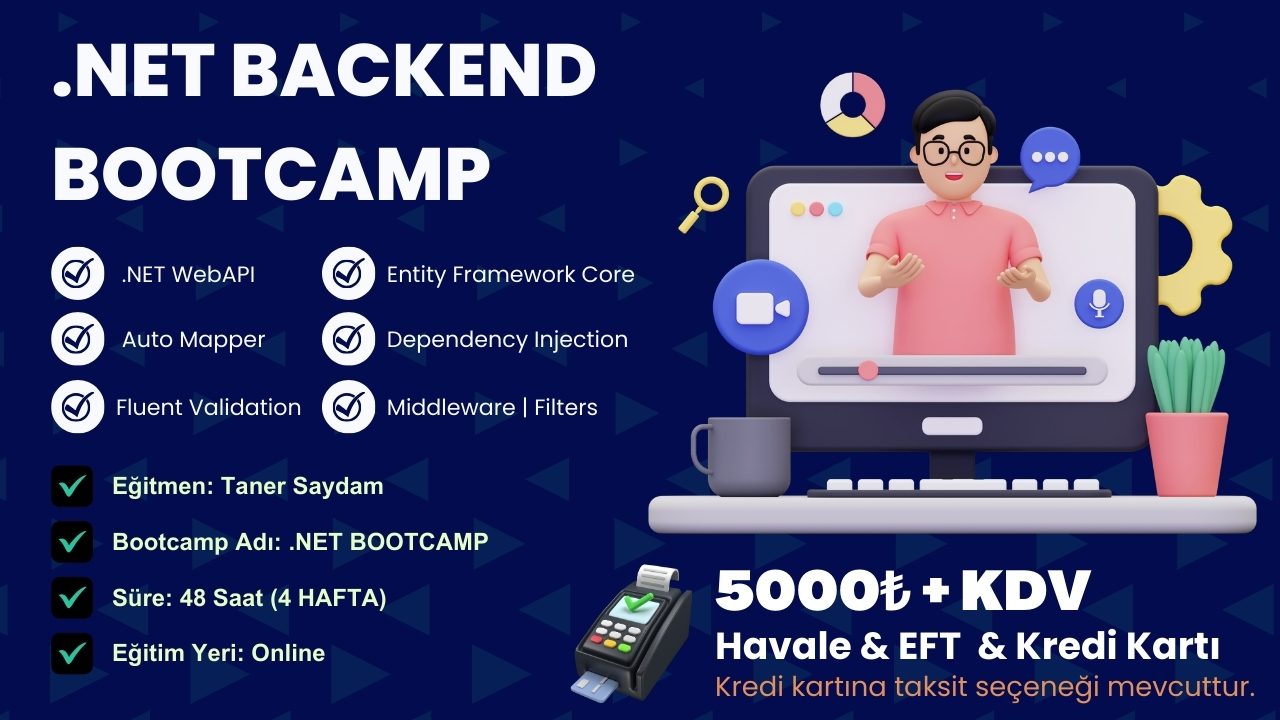 .NET BACKEND
BOOTCAMP
.NET WebAPI
Entity Framework Core
Auto Mapper
Dependency Injection
Fluent Validation
Middleware | Filters
Eğitmen: Taner Saydam
Bootcamp Adı: .NET BOOTCAMP
Süre: 48 Saat (4 HAFTA)
Eğitim Yeri: Online
5000₺ + KDV
Havale & EFT & Kredi Kartı
Kredi kartına taksit seçeneği mevcuttur.